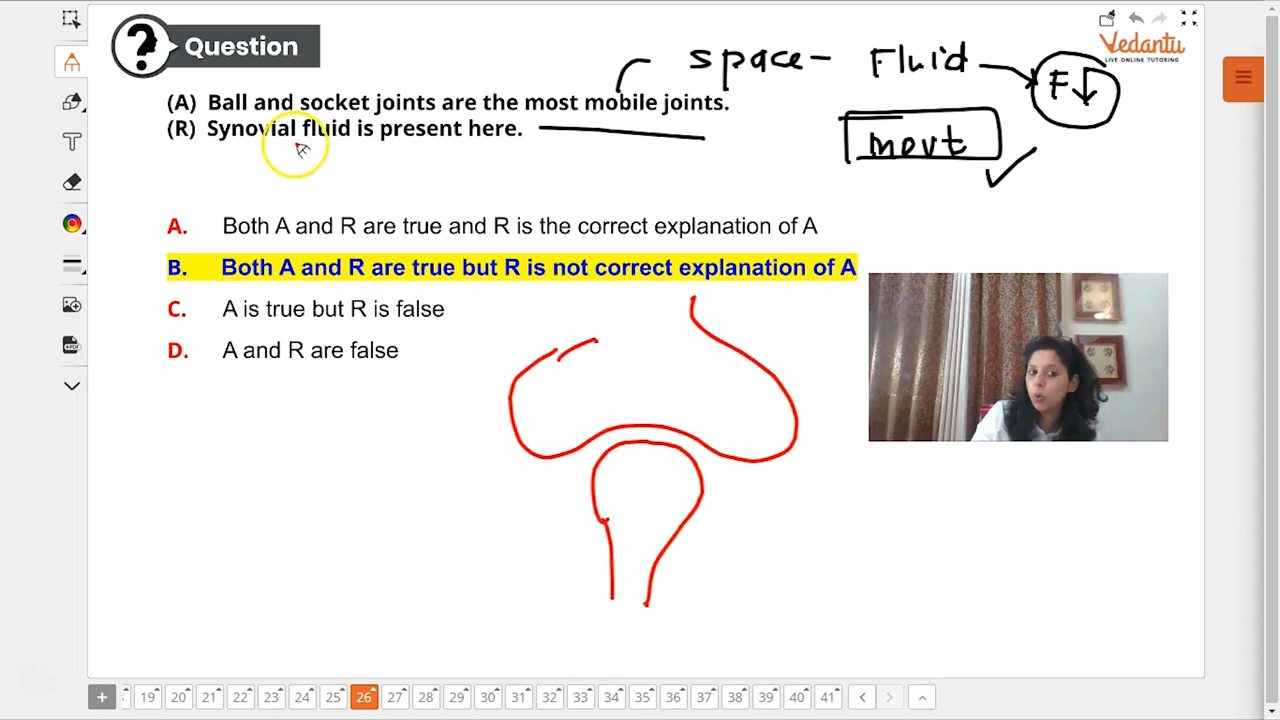 Question
space - Fluid
F↓
Vedantu
LIVE ONLINE TUTORING
(A) Ball and socket joints are the most mobile joints.
(R) Synovial fluid is present here.
movt
A. Both A and R are true and R is the correct explanation of A
B. Both A and R are true but R is not correct explanation of A
C. A is true but R is false
D. A and R are false
19 20 21 22 23 24 25 26 27 28 29 30 31 32 33 34 35 36 37 38 39 40 41